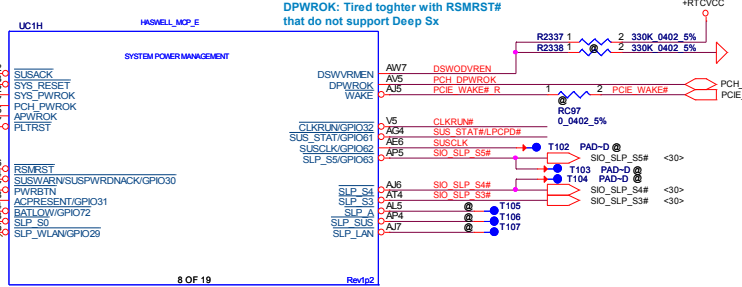 DPWROK: Tired toghter with RSMRST#
that do not support Deep Sx
+RTCVCC
UC1H
HASWELL_MCP_E
SYSTEM POWER MANAGEMENT
R2337 1 2 330K_0402_5%
R2338 1 @ 2 330K_0402_5%
SUSACK
SYS_RESET
SYS_PWROK
PCH_PWROK
APWROK
PLTRST
RSMRST
SUSWARN/SUSPWRDNACK/GPIO30
PWRBTN
ACPRESENT/GPIO31
BATLOW/GPIO72
SLP_S0
SLP_WLAN/GPIO29
DSWVRMEN AW7 DSWODVREN
DPWROK AV5 PCH_DPWROK PCH_
WAKE AJ5 PCIE_WAKE#_R 1 2 PCIE_WAKE# PCIE_
@
RC97
0_0402_5%
CLKRUN/GPIO32 V5 CLKRUN#
SUS_STAT/GPIO61 AG4 SUS_STAT#/LPCPD#
SUSCLK/GPIO62 AE6 SUSCLK T102 PAD~D @
SLP_S5/GPIO63 AP5 SIO_SLP_S5# SIO_SLP_S5# <30>
T103 PAD~D @
T104 PAD~D @
SLP_S4 AJ6 SIO_SLP_S4# SIO_SLP_S4# <30>
SLP_S3 AT4 SIO_SLP_S3# SIO_SLP_S3# <30>
SLP_A AL5 @ T105
SLP_SUS AP4 @ T106
SLP_LAN AJ7 @ T107
8 OF 19
Rev1p2